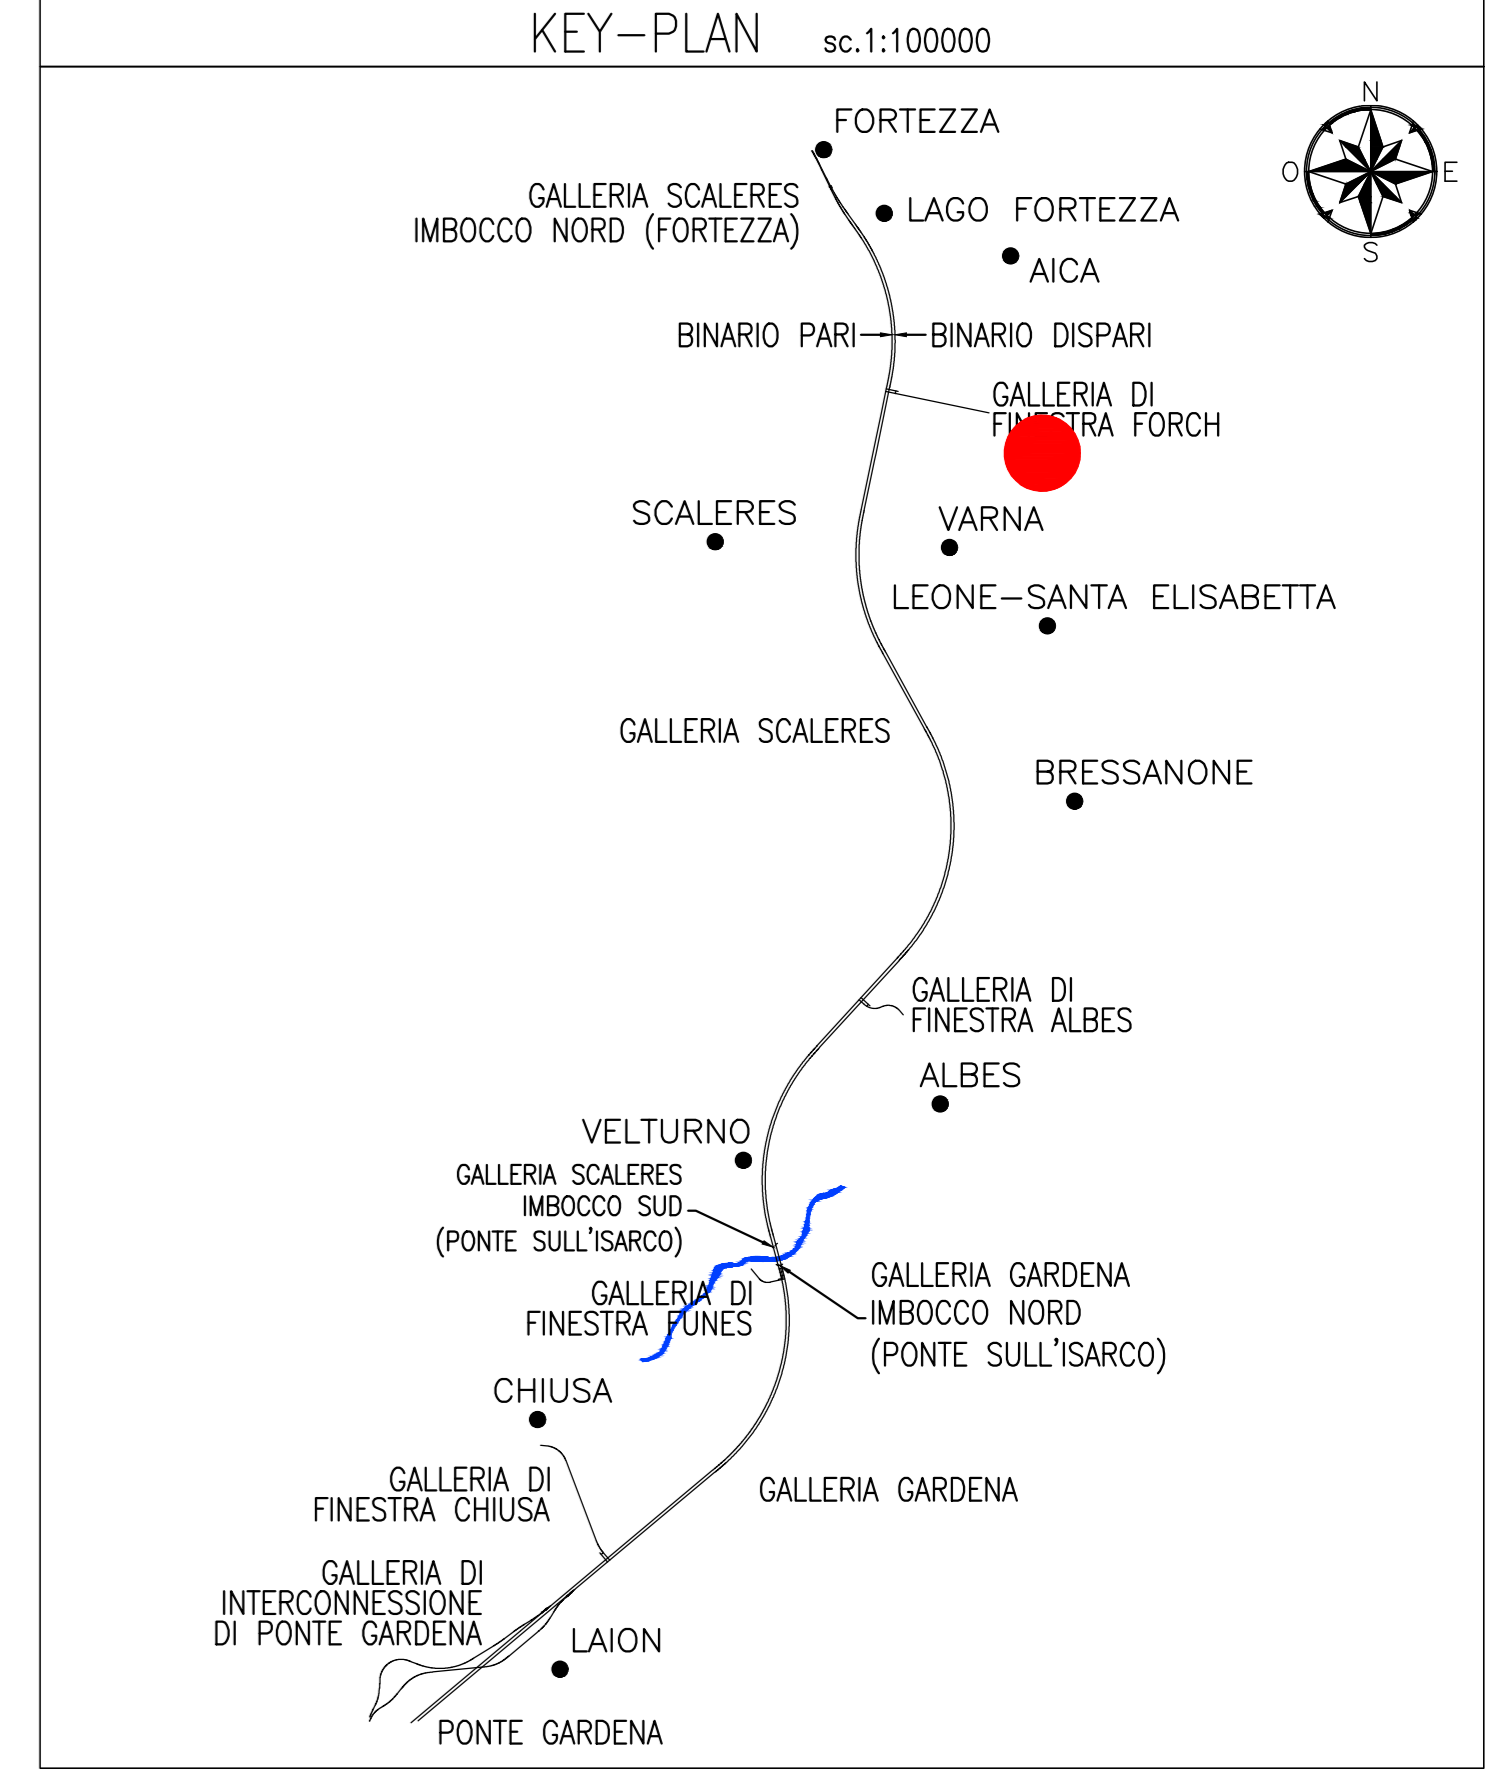 KEY-PLAN sc.1:100000
N
O
E
S
FORTEZZA
GALLERIA SCALERES
IMBOCCO NORD (FORTEZZA)
LAGO FORTEZZA
AICA
BINARIO PARI
BINARIO DISPARI
GALLERIA DI
FINESTRA FORCH
SCALERES
VARNA
LEONE-SANTA ELISABETTA
GALLERIA SCALERES
BRESSANONE
GALLERIA DI
FINESTRA ALBES
ALBES
VELTURNO
GALLERIA SCALERES
IMBOCCO SUD
(PONTE SULL'ISARCO)
GALLERIA GARDENA
IMBOCCO NORD
(PONTE SULL'ISARCO)
GALLERIA DI
FINESTRA FUNES
CHIUSA
GALLERIA DI
FINESTRA CHIUSA
GALLERIA GARDENA
GALLERIA DI
INTERCONNESSIONE
DI PONTE GARDENA
LAION
PONTE GARDENA